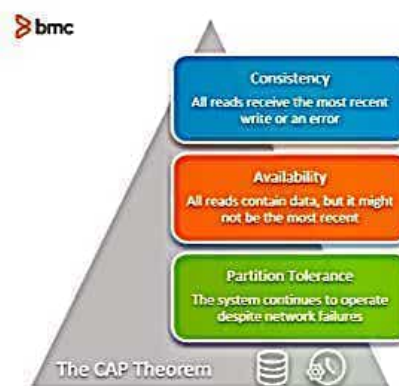 bmc
Consistency
All reads receive the most recent
write or an error
Availability
All reads contain data, but it might
not be the most recent
Partition Tolerance
The system continues to operate
despite network failures
The CAP Theorem